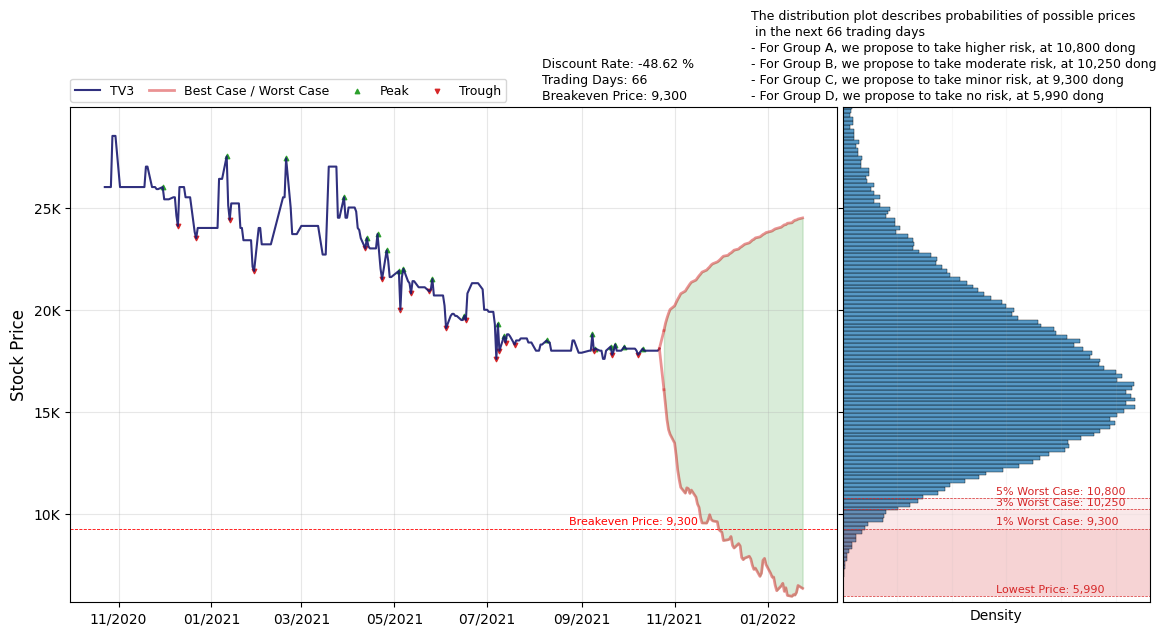 The distribution plot describes probabilities of possible prices
in the next 66 trading days
- For Group A, we propose to take higher risk, at 10,800 dong
- For Group B, we propose to take moderate risk, at 10,250 dong
- For Group C, we propose to take minor risk, at 9,300 dong
- For Group D, we propose to take no risk, at 5,990 dong
Discount Rate: -48.62 %
Trading Days: 66
Breakeven Price: 9,300
TV3 Best Case / Worst Case Peak Trough
Stock Price
25K
20K
15K
10K
Breakeven Price: 9,300
5% Worst Case: 10,800
3% Worst Case: 10,250
1% Worst Case: 9,300
Lowest Price: 5,990
11/2020 01/2021 03/2021 05/2021 07/2021 09/2021 11/2021 01/2022
Density